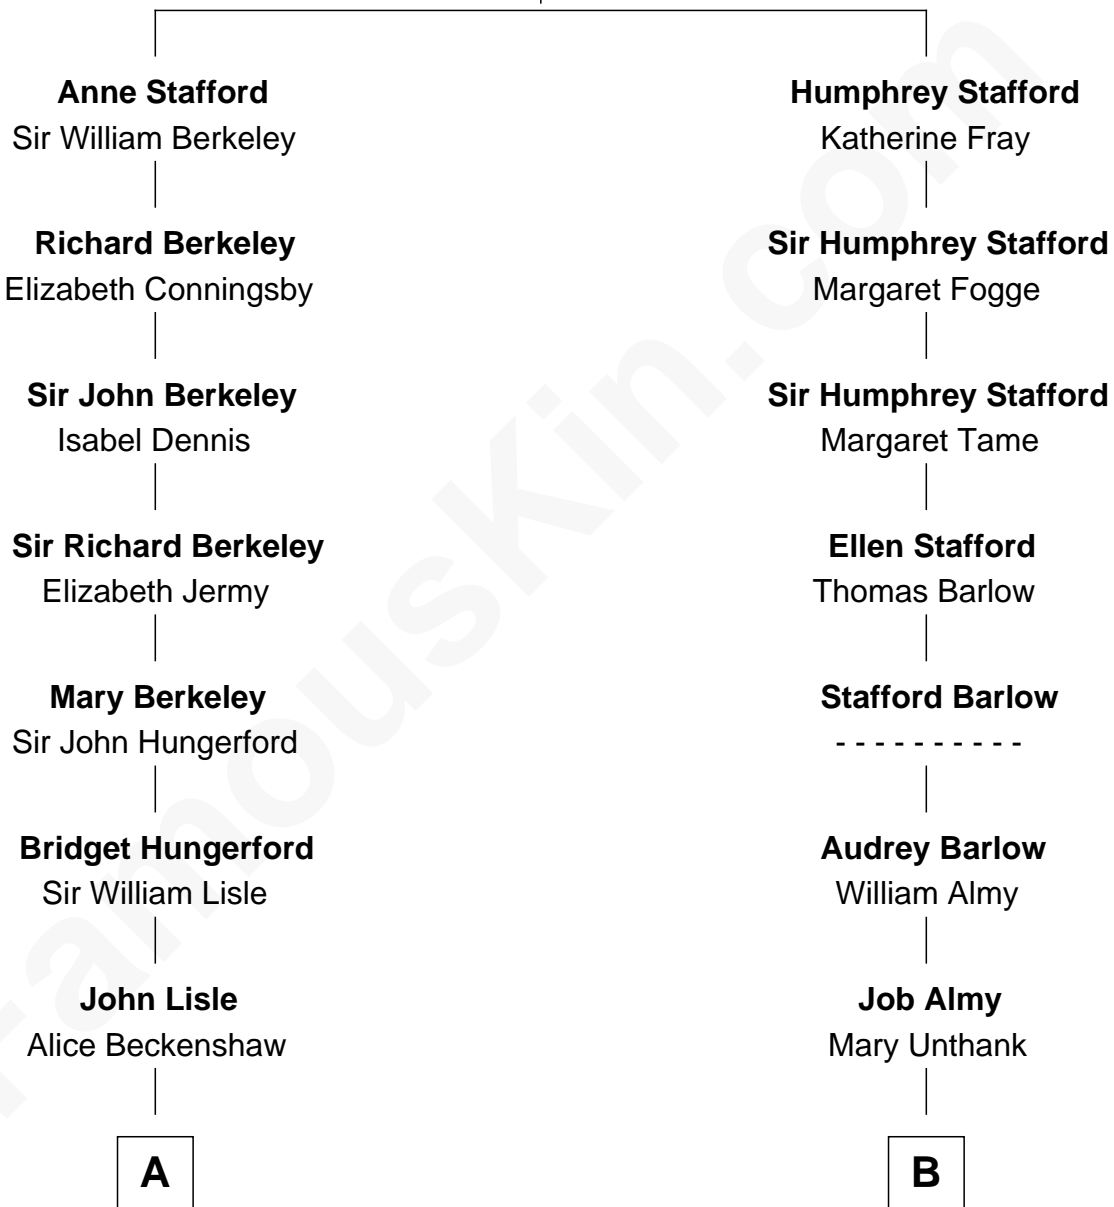 Anne Stafford
Sir William Berkeley
Humphrey Stafford
Katherine Fray
Richard Berkeley
Elizabeth Conningsby
Sir Humphrey Stafford
Margaret Fogge
Sir John Berkeley
Isabel Dennis
Sir Humphrey Stafford
Margaret Tame
Sir Richard Berkeley
Elizabeth Jermy
Ellen Stafford
Thomas Barlow
Mary Berkeley
Sir John Hungerford
Stafford Barlow
- - - - - - - - - -
Bridget Hungerford
Sir William Lisle
Audrey Barlow
William Almy
John Lisle
Alice Beckenshaw
Job Almy
Mary Unthank
A
B
FamousKin.com